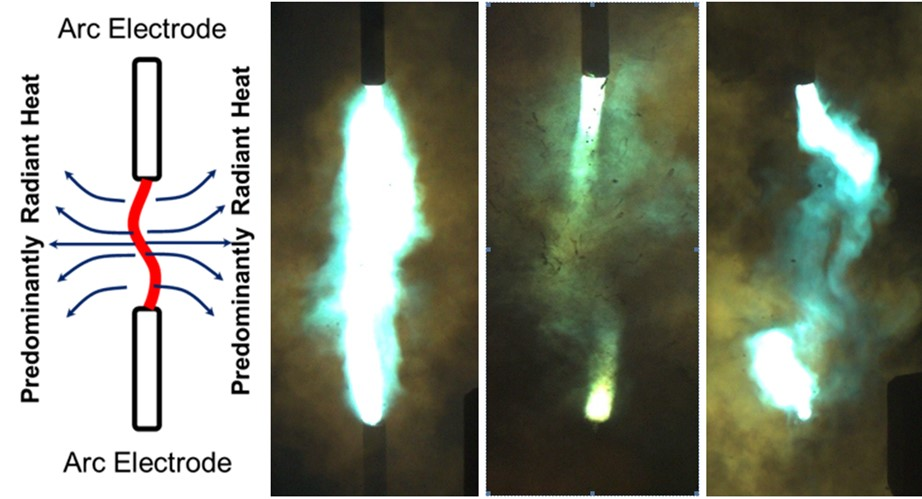 Arc Electrode
Predominantly Radiant Heat
Predominantly Radiant Heat
Arc Electrode